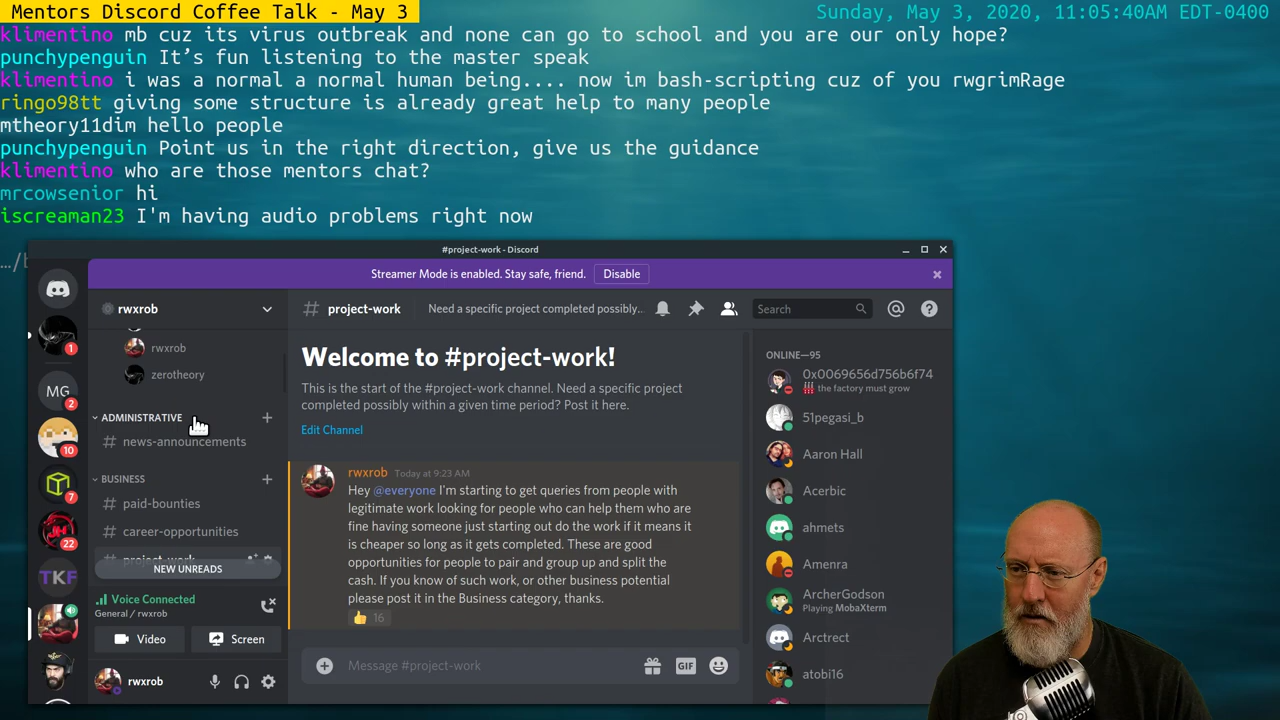 Mentors Discord Coffee Talk - May 3
Sunday, May 3, 2020, 11:05:40AM EDT-0400
klimentino mb cuz its virus outbreak and none can go to school and you are our only hope?
punchypenguin It’s fun listening to the master speak
klimentino i was a normal a normal human being.... now im bash-scripting cuz of you rwgrimRage
ringo98tt giving some structure is already great help to many people
mtheory11dim hello people
punchypenguin Point us in the right direction, give us the guidance
klimentino who are those mentors chat?
mrcowsenior hi
iscreaman23 I'm having audio problems right now
#project-work - Discord
Streamer Mode is enabled. Stay safe, friend.
Disable
rwxrob
rwxrob
zerotheory
ADMINISTRATIVE
# news-announcements
BUSINESS
# paid-bounties
# career-opportunities
# project-work
NEW UNREADS
Voice Connected
General / rwxrob
Video
Screen
rwxrob
1
MG
2
10
7
22
TKF
# project-work
Need a specific project completed possibly...
Search
Welcome to #project-work!
This is the start of the #project-work channel. Need a specific project
completed possibly within a given time period? Post it here.
Edit Channel
rwxrob Today at 9:23 AM
Hey @everyone I'm starting to get queries from people with
legitimate work looking for people who can help them who are
fine having someone just starting out do the work if it means it
is cheaper so long as it gets completed. These are good
opportunities for people to pair and group up and split the
cash. If you know of such work, or other business potential
please post it in the Business category, thanks.
16
Message #project-work
GIF
ONLINE—95
0x0069656d756b6f74
the factory must grow
51pegasi_b
Aaron Hall
Acerbic
ahmets
Amenra
ArcherGodson
Playing MobaXterm
Arctrect
atobi16